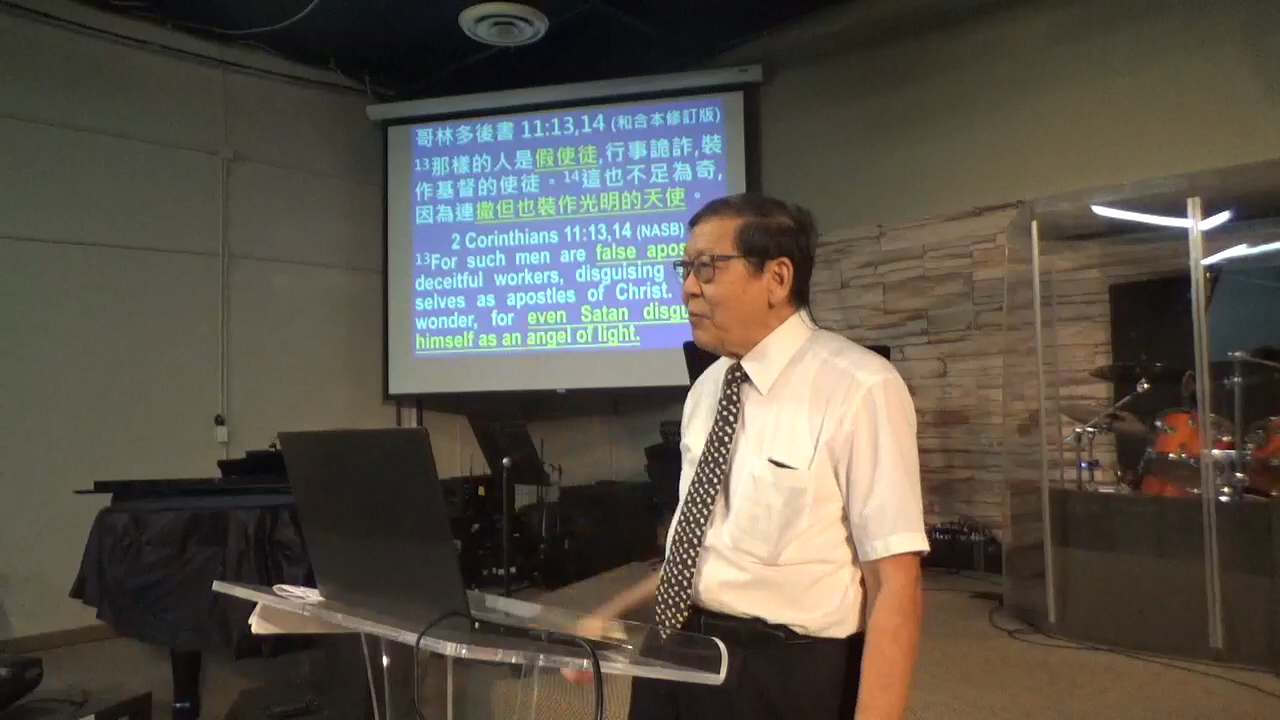 哥林多後書 11:13,14 (和合本修訂版)
13那樣的人是假使徒,行事詭詐,裝
作基督的使徒。14這也不足為奇,
因為連撒但也裝作光明的天使。
2 Corinthians 11:13,14 (NASB)
13For such men are false apos
deceitful workers, disguising
selves as apostles of Christ.
wonder, for even Satan disgu
himself as an angel of light.